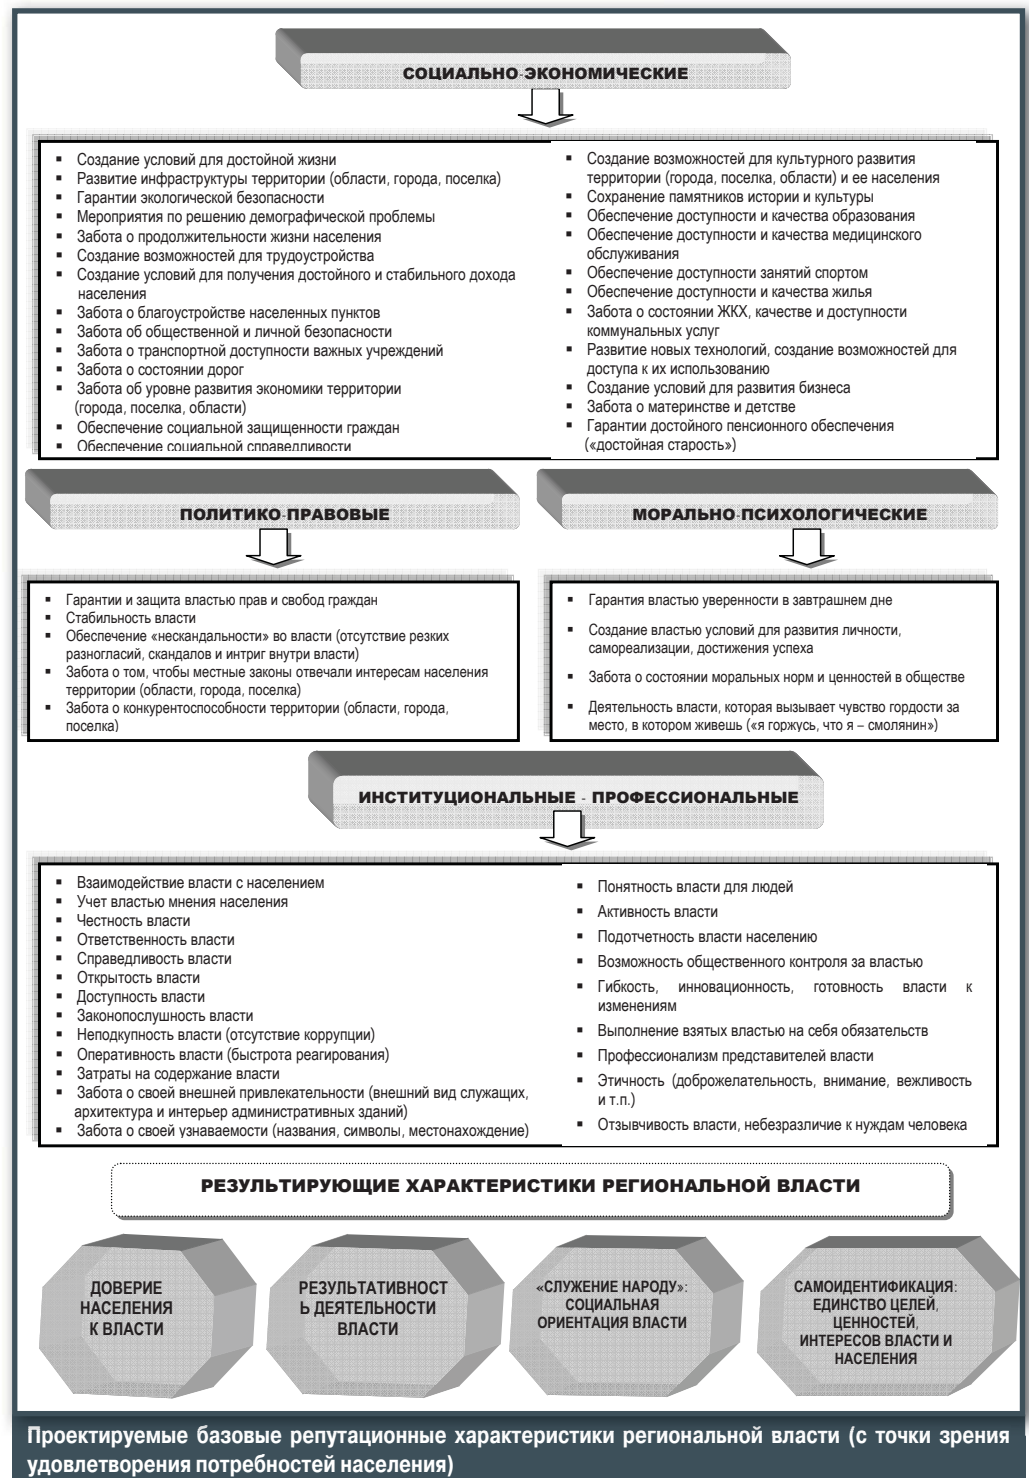 СОЦИАЛЬНО-ЭКОНОМИЧЕСКИЕ
▪ Создание условий для достойной жизни
▪ Развитие инфраструктуры территории (области, города, поселка)
▪ Гарантии экологической безопасности
▪ Мероприятия по решению демографической проблемы
▪ Забота о продолжительности жизни населения
▪ Создание возможностей для трудоустройства
▪ Создание условий для получения достойного и стабильного дохода
населения
▪ Забота о благоустройстве населенных пунктов
▪ Забота об общественной и личной безопасности
▪ Забота о транспортной доступности важных учреждений
▪ Забота о состоянии дорог
▪ Забота об уровне развития экономики территории
(города, поселка, области)
▪ Обеспечение социальной защищенности граждан
▪ Обеспечение социальной справедливости
▪ Создание возможностей для культурного развития
территории (города, поселка, области) и ее населения
▪ Сохранение памятников истории и культуры
▪ Обеспечение доступности и качества образования
▪ Обеспечение доступности и качества медицинского
обслуживания
▪ Обеспечение доступности занятий спортом
▪ Обеспечение доступности и качества жилья
▪ Забота о состоянии ЖКХ, качестве и доступности
коммунальных услуг
▪ Развитие новых технологий, создание возможностей для
доступа к их использованию
▪ Создание условий для развития бизнеса
▪ Забота о материнстве и детстве
▪ Гарантии достойного пенсионного обеспечения
(«достойная старость»)
ПОЛИТИКО-ПРАВОВЫЕ
▪ Гарантии и защита властью прав и свобод граждан
▪ Стабильность власти
▪ Обеспечение «нескандальности» во власти (отсутствие резких
разногласий, скандалов и интриг внутри власти)
▪ Забота о том, чтобы местные законы отвечали интересам населения
территории (области, города, поселка)
▪ Забота о конкурентоспособности территории (области, города,
поселка)
МОРАЛЬНО-ПСИХОЛОГИЧЕСКИЕ
▪ Гарантия властью уверенности в завтрашнем дне
▪ Создание властью условий для развития личности,
самореализации, достижения успеха
▪ Забота о состоянии моральных норм и ценностей в обществе
▪ Деятельность власти, которая вызывает чувство гордости за
место, в котором живешь («я горжусь, что я – смолянин»)
ИНСТИТУЦИОНАЛЬНЫЕ - ПРОФЕССИОНАЛЬНЫЕ
▪ Взаимодействие власти с населением
▪ Учет властью мнения населения
▪ Честность власти
▪ Ответственность власти
▪ Справедливость власти
▪ Открытость власти
▪ Доступность власти
▪ Законопослушность власти
▪ Неподкупность власти (отсутствие коррупции)
▪ Оперативность власти (быстрота реагирования)
▪ Затраты на содержание власти
▪ Забота о своей внешней привлекательности (внешний вид служащих,
архитектура и интерьер административных зданий)
▪ Забота о своей узнаваемости (названия, символы, местонахождение)
▪ Понятность власти для людей
▪ Активность власти
▪ Подотчетность власти населению
▪ Возможность общественного контроля за властью
▪ Гибкость, инновационность, готовность власти к
изменениям
▪ Выполнение взятых властью на себя обязательств
▪ Профессионализм представителей власти
▪ Этичность (доброжелательность, внимание, вежливость
и т.п.)
▪ Отзывчивость власти, небезразличие к нуждам человека
РЕЗУЛЬТИРУЮЩИЕ ХАРАКТЕРИСТИКИ РЕГИОНАЛЬНОЙ ВЛАСТИ
ДОВЕРИЕ
НАСЕЛЕНИЯ
К ВЛАСТИ
РЕЗУЛЬТАТИВНОСТ
Ь ДЕЯТЕЛЬНОСТИ
ВЛАСТИ
«СЛУЖЕНИЕ НАРОДУ»:
СОЦИАЛЬНАЯ
ОРИЕНТАЦИЯ ВЛАСТИ
САМОИДЕНТИФИКАЦИЯ:
ЕДИНСТВО ЦЕЛЕЙ,
ЦЕННОСТЕЙ,
ИНТЕРЕСОВ ВЛАСТИ И
НАСЕЛЕНИЯ
Проектируемые базовые репутационные характеристики региональной власти (с точки зрения
удовлетворения потребностей населения)